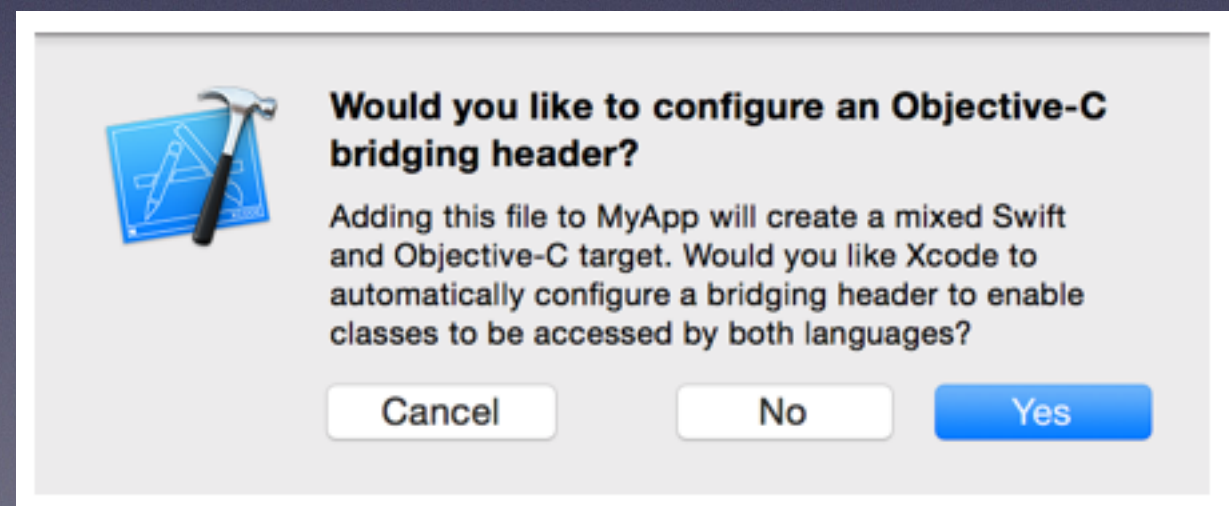 Would you like to configure an Objective-C
bridging header?
Adding this file to MyApp will create a mixed Swift
and Objective-C target. Would you like Xcode to
automatically configure a bridging header to enable
classes to be accessed by both languages?
Cancel No Yes